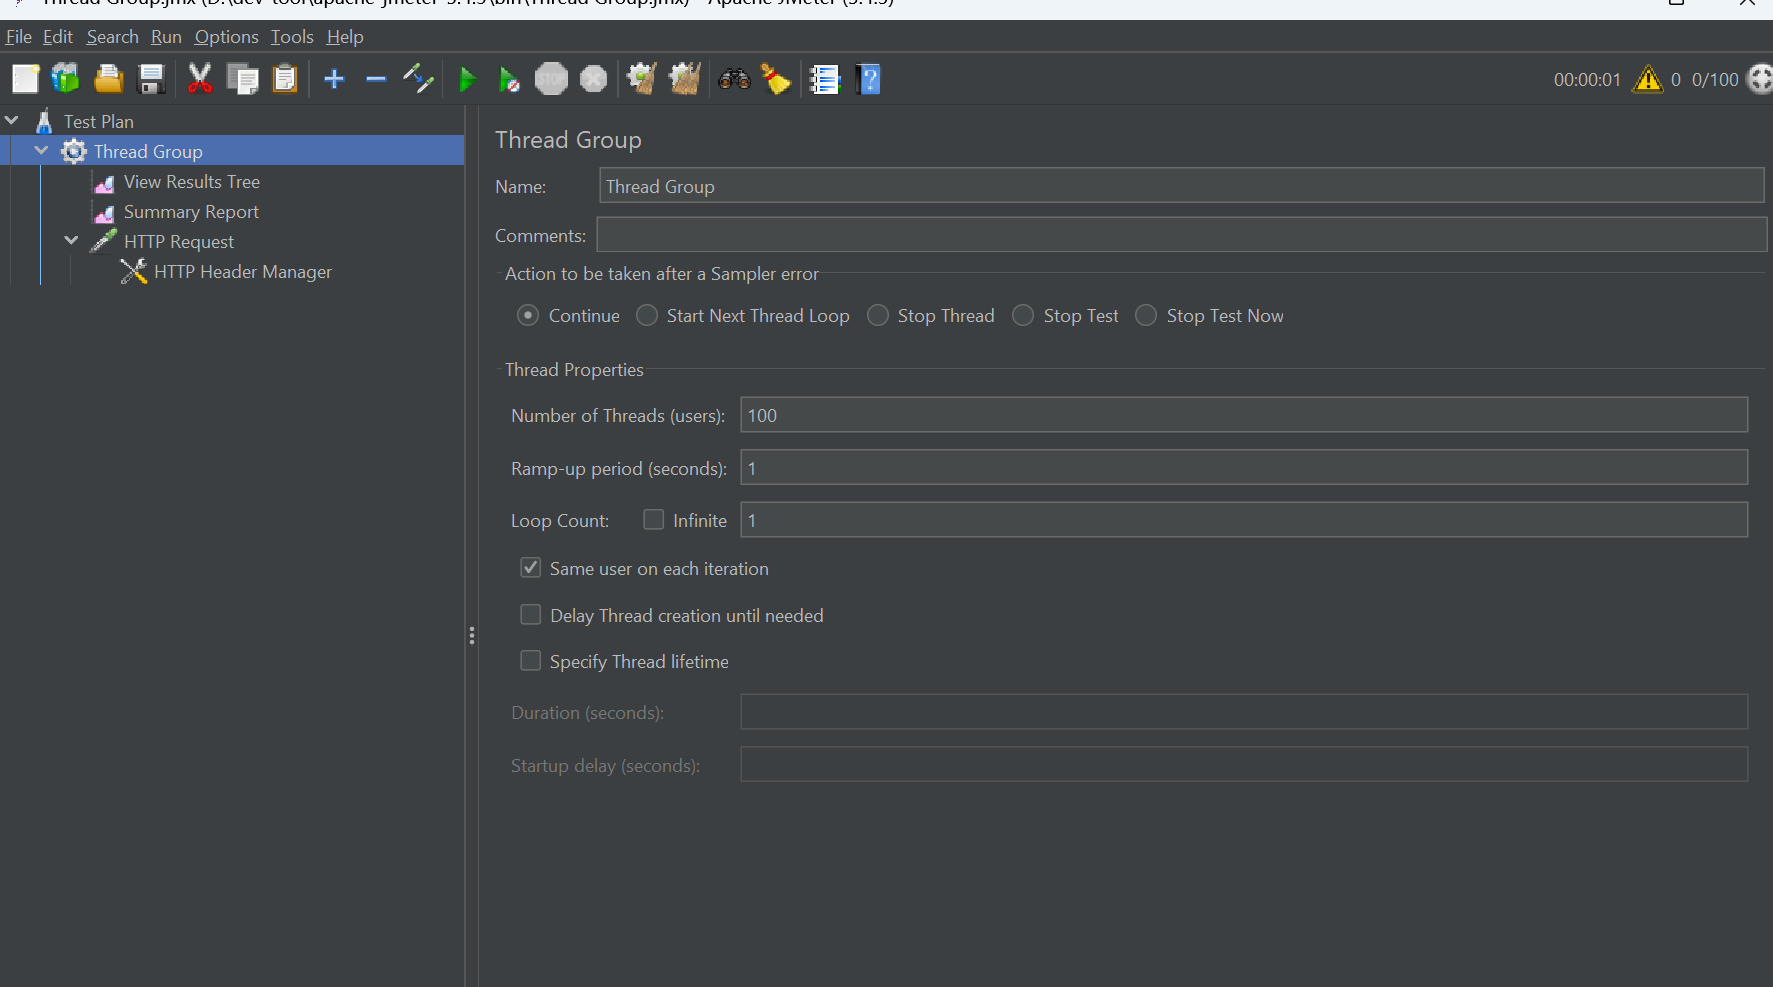 Thread Group.jmx (D:\dev-tool\apache-jmeter-5.4.3\bin\Thread Group.jmx) - Apache JMeter (5.4.3)
File Edit Search Run Options Tools Help
STOP
00:00:01 0 0/100
Test Plan
Thread Group
View Results Tree
Summary Report
HTTP Request
HTTP Header Manager
Thread Group
Name: Thread Group
Comments:
Action to be taken after a Sampler error
Continue Start Next Thread Loop Stop Thread Stop Test Stop Test Now
Thread Properties
Number of Threads (users): 100
Ramp-up period (seconds): 1
Loop Count: Infinite 1
Same user on each iteration
Delay Thread creation until needed
Specify Thread lifetime
Duration (seconds):
Startup delay (seconds):